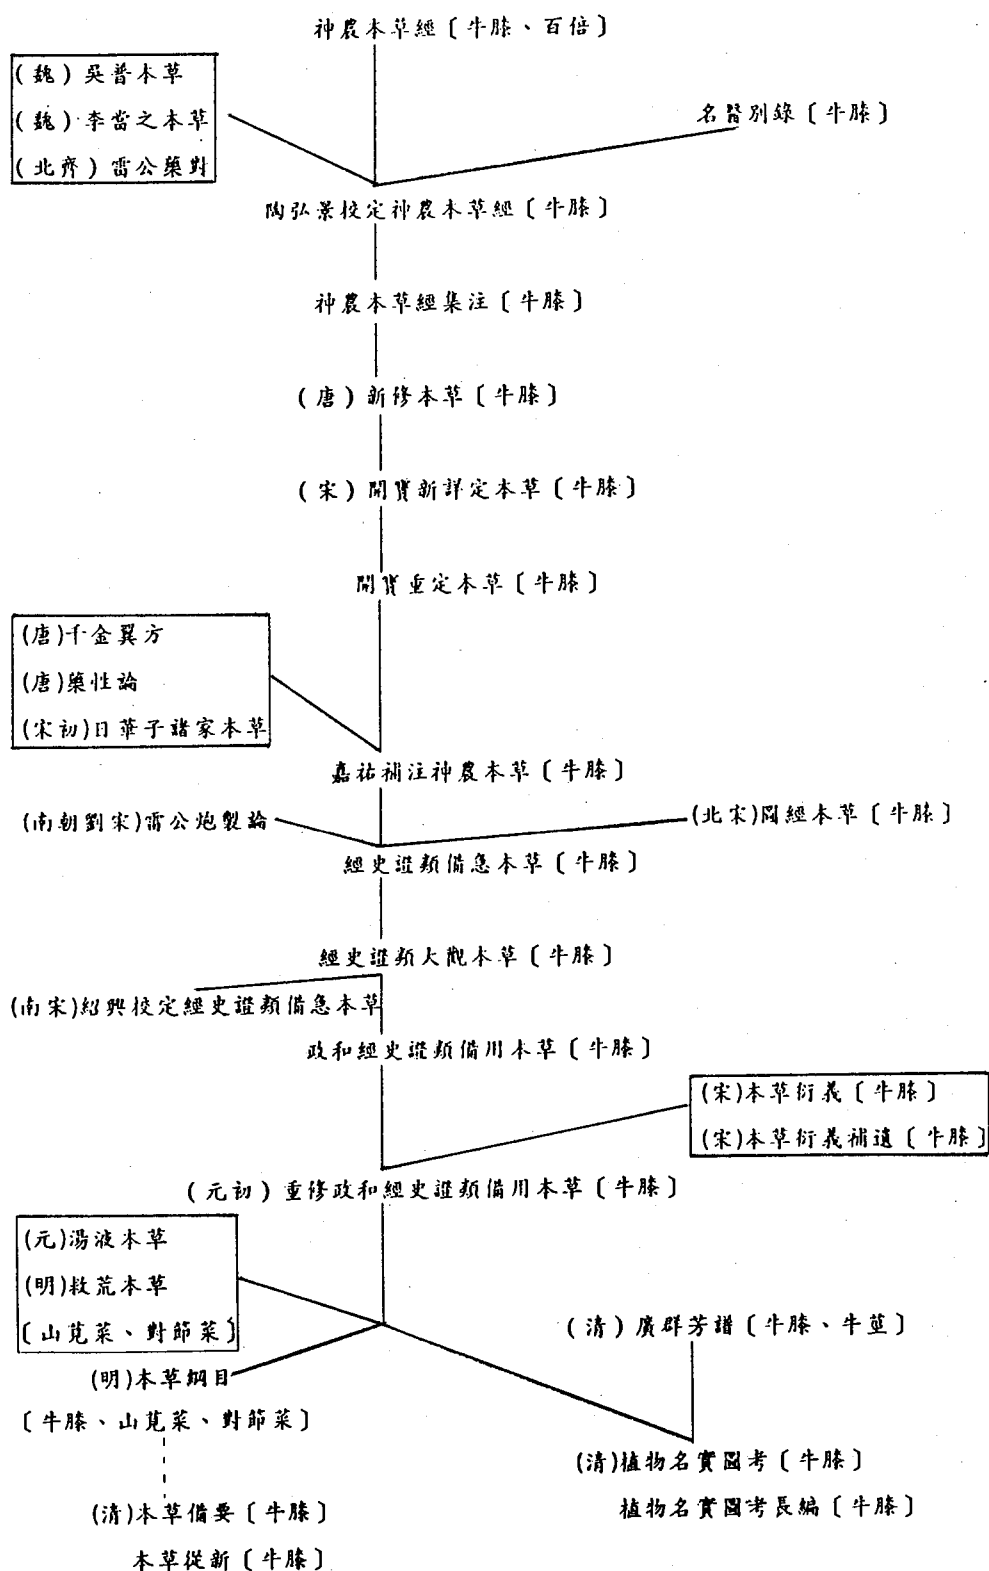 神農本草經〔牛膝、百倍〕
(魏)吳普本草
(魏)李當之本草
(北齊)雷公藥對
名醫別錄〔牛膝〕
陶弘景校定神農本草經〔牛膝〕
神農本草經集注〔牛膝〕
(唐)新修本草〔牛膝〕
(宋)開寶新詳定本草〔牛膝〕
開寶重定本草〔牛膝〕
(唐)千金翼方
(唐)藥性論
(宋初)日華子諸家本草
嘉祐補注神農本草〔牛膝〕
(南朝劉宋)雷公炮製論
(北宋)圖經本草〔牛膝〕
經史證類備急本草〔牛膝〕
經史證類大觀本草〔牛膝〕
(南宋)紹興校定經史證類備急本草
政和經史證類備用本草〔牛膝〕
(宋)本草衍義〔牛膝〕
(宋)本草衍義補遺〔牛膝〕
(元初)重修政和經史證類備用本草〔牛膝〕
(元)湯液本草
(明)救荒本草
〔山莧菜、對節菜〕
(清)廣群芳譜〔牛膝、牛莖〕
(明)本草綱目
〔牛膝、山莧菜、對節菜〕
(清)植物名實圖考〔牛膝〕
植物名實圖考長編〔牛膝〕
(清)本草備要〔牛膝〕
本草從新〔牛膝〕